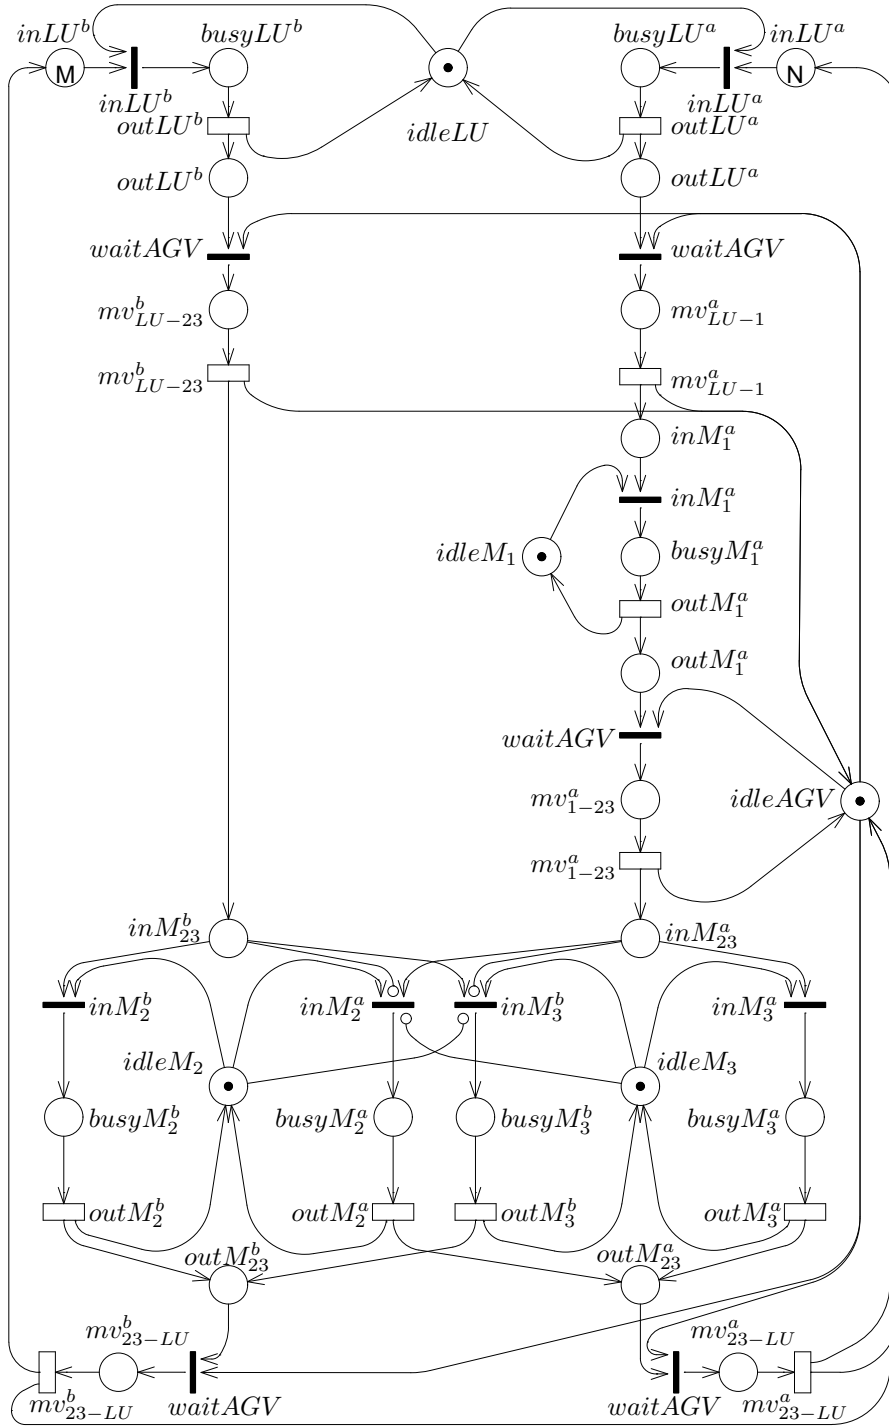 inLU^b busyLU^b busyLU^a inLU^a
M N
inLU^b inLU^a
outLU^b idleLU outLU^a
outLU^b outLU^a
waitAGV waitAGV
mv^b_{LU-23} mv^a_{LU-1}
mv^b_{LU-23} mv^a_{LU-1}
inM^a_1
inM^a_1
idleM_1 busyM^a_1
outM^a_1
outM^a_1
waitAGV
mv^a_{1-23} idleAGV
mv^a_{1-23}
inM^b_{23} inM^a_{23}
inM^b_2 inM^a_2 inM^b_3 inM^a_3
idleM_2 idleM_3
busyM^b_2 busyM^a_2 busyM^b_3 busyM^a_3
outM^b_2 outM^a_2 outM^b_3 outM^a_3
outM^b_{23} outM^a_{23}
mv^b_{23-LU} mv^a_{23-LU}
mv^b_{23-LU} waitAGV waitAGV mv^a_{23-LU}